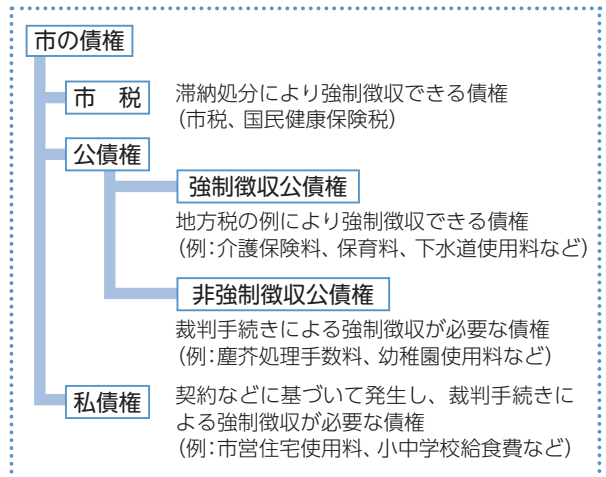 市の債権
市　税
滞納処分により強制徴収できる債権
(市税、国民健康保険税)
公債権
強制徴収公債権
地方税の例により強制徴収できる債権
(例:介護保険料、保育料、下水道使用料など)
非強制徴収公債権
裁判手続きによる強制徴収が必要な債権
(例:塵芥処理手数料、幼稚園使用料など)
私債権
契約などに基づいて発生し、裁判手続きに
よる強制徴収が必要な債権
(例:市営住宅使用料、小中学校給食費など)